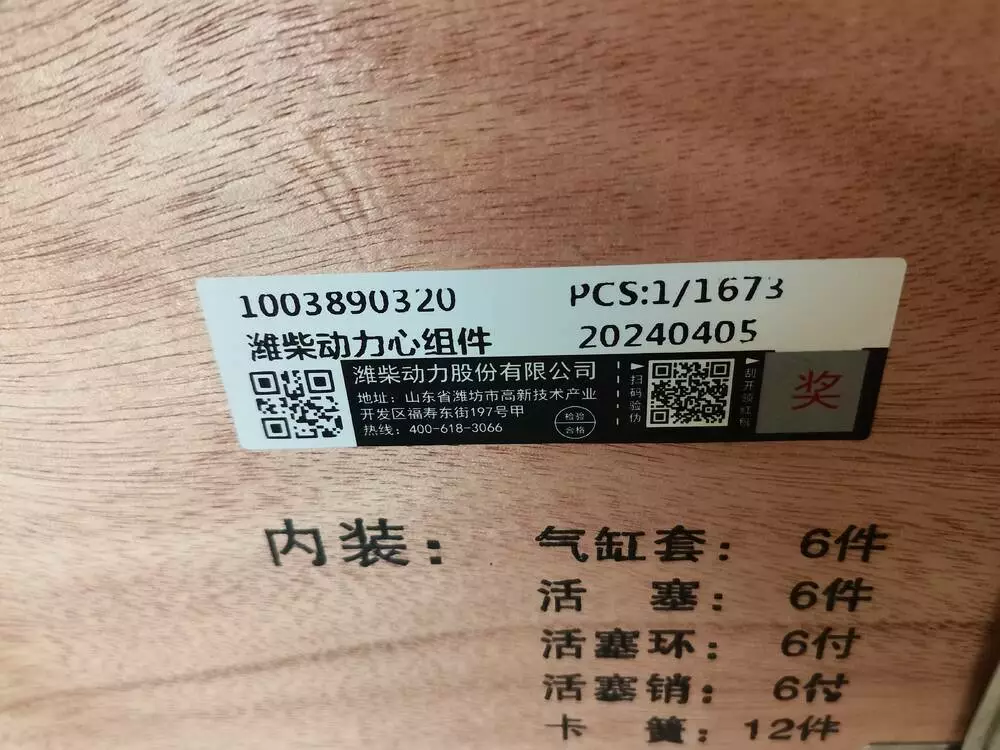 1003890320 PCS:1/1673
潍柴动力心组件 20240405
潍柴动力股份有限公司
地址：山东省潍坊市高新技术产业
开发区福寿东街197号甲
热线：400-618-3066
检验
合格
扫码验伪
刮开领红包
奖
内装： 气缸套： 6件
活 塞： 6件
活塞环： 6付
活塞销： 6付
卡 簧： 12件